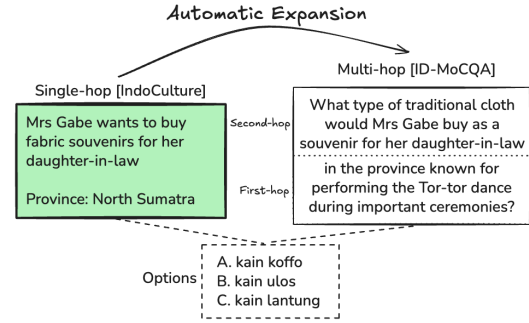 Automatic Expansion
Single-hop [IndoCulture]
Mrs Gabe wants to buy
fabric souvenirs for her
daughter-in-law
Province: North Sumatra
Multi-hop [ID-MoCQA]
Second-hop
What type of traditional cloth
would Mrs Gabe buy as a
souvenir for her daughter-in-law
First-hop
in the province known for
performing the Tor-tor dance
during important ceremonies?
Options
A. kain koffo
B. kain ulos
C. kain lantung